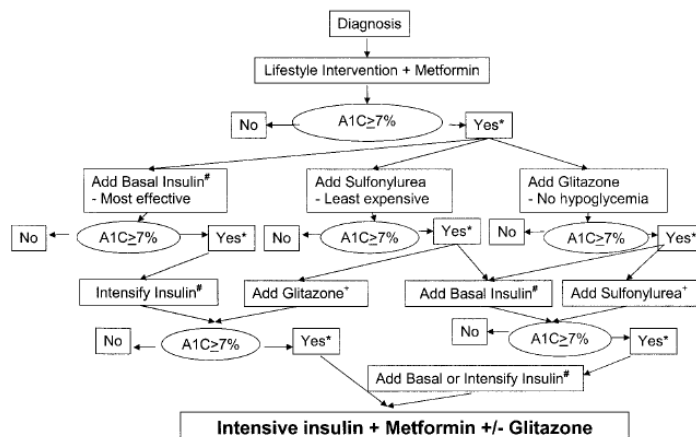 Diagnosis
Lifestyle Intervention + Metformin
No
A1C≥7%
Yes*
Add Basal Insulin#
- Most effective
Add Sulfonylurea
- Least expensive
Add Glitazone
- No hypoglycemia
No
A1C≥7%
Yes*
No
A1C≥7%
Yes*
No
A1C≥7%
Yes*
Intensify Insulin#
Add Glitazone+
Add Basal Insulin#
Add Sulfonylurea+
No
A1C≥7%
Yes*
No
A1C≥7%
Yes*
Add Basal or Intensify Insulin#
Intensive insulin + Metformin +/- Glitazone